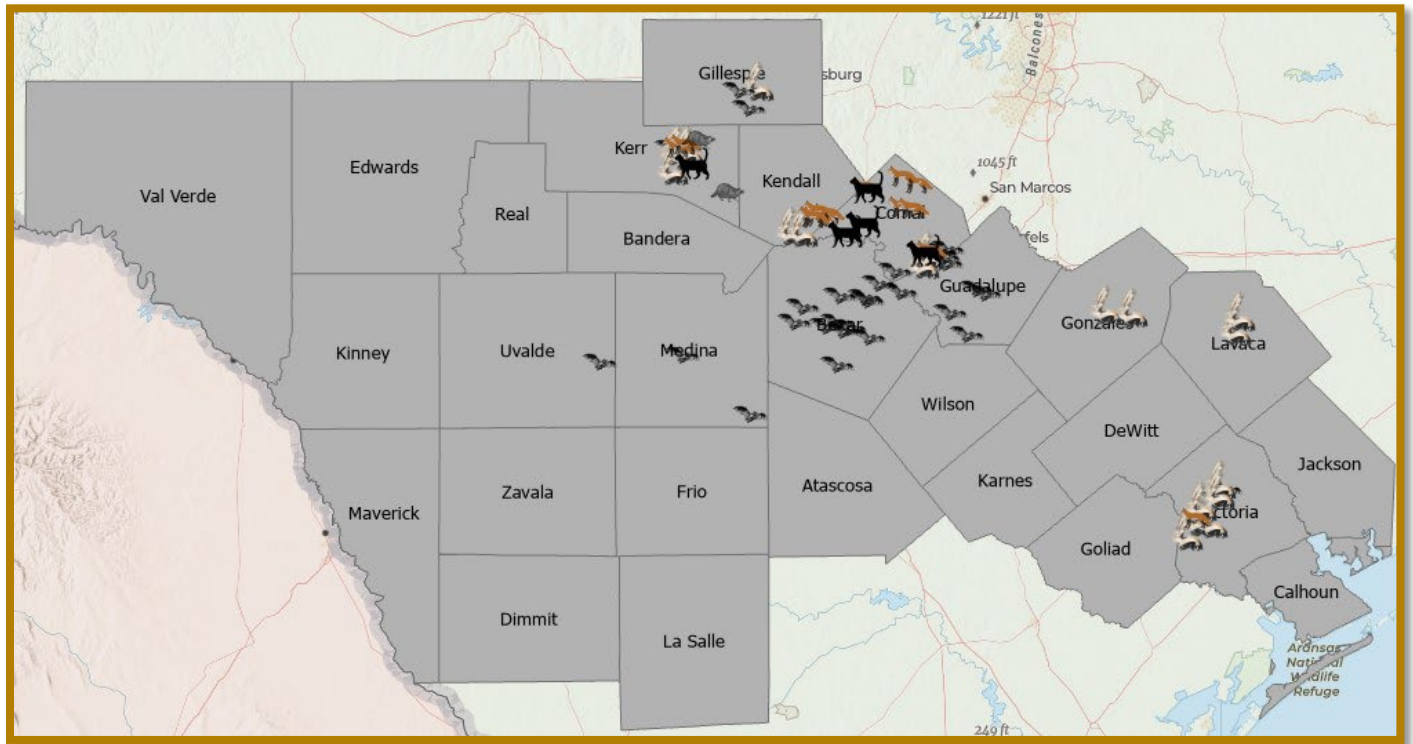 1221 ft
Balcones
Gillespie
sburg
Kerr
Edwards
Kendall
1045 ft
San Marcos
Val Verde
Real
Comal
Bandera
fels
Guadalupe
Gonzales
Bexar
Lavaca
Kinney
Uvalde
Medina
Wilson
DeWitt
Jackson
Karnes
Atascosa
Zavala
Frio
Maverick
ctoria
Goliad
Calhoun
Dimmit
La Salle
Aransas
National
Wildlife
Refuge
249 ft